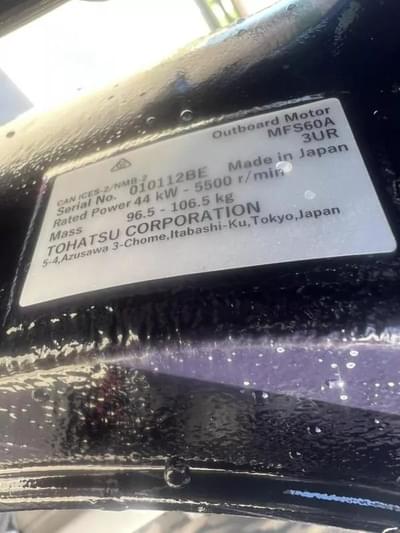 Outboard Motor
MFS60A
3UR
CAN ICES-2/NMB-2
Serial No. 010112BE Made in Japan
Rated Power 44 kW - 5500 r/min
Mass 96.5 - 106.5 kg
TOHATSU CORPORATION
5-4,Azusawa 3-Chome,Itabashi-Ku,Tokyo,Japan